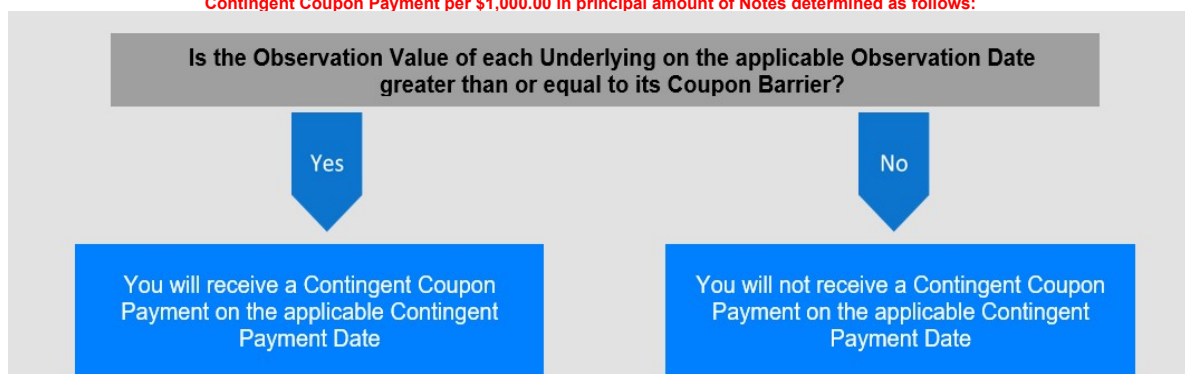 Contingent Coupon Payment per $1,000.00 in principal amount of Notes determined as follows:
Is the Observation Value of each Underlying on the applicable Observation Date
greater than or equal to its Coupon Barrier?
Yes
No
You will receive a Contingent Coupon
Payment on the applicable Contingent
Payment Date
You will not receive a Contingent Coupon
Payment on the applicable Contingent
Payment Date